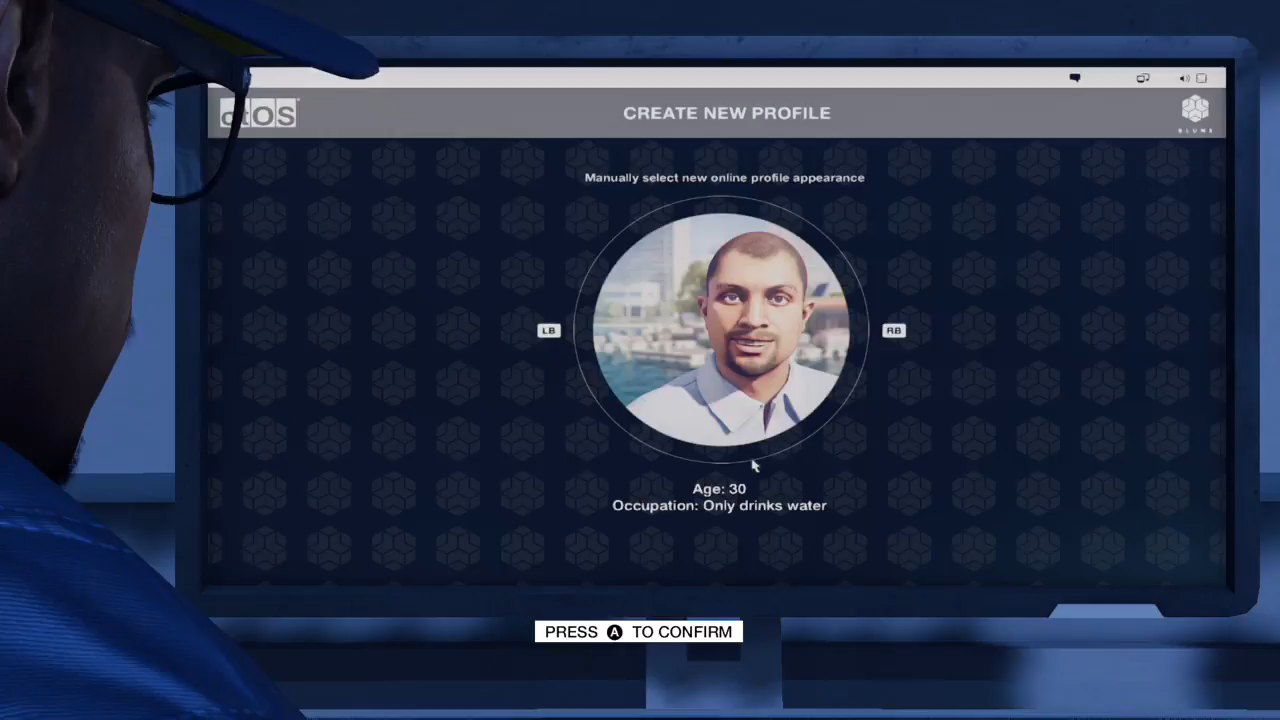 ctOS
CREATE NEW PROFILE
BLUME
Manually select new online profile appearance
LB
RB
Age: 30
Occupation: Only drinks water
PRESS A TO CONFIRM